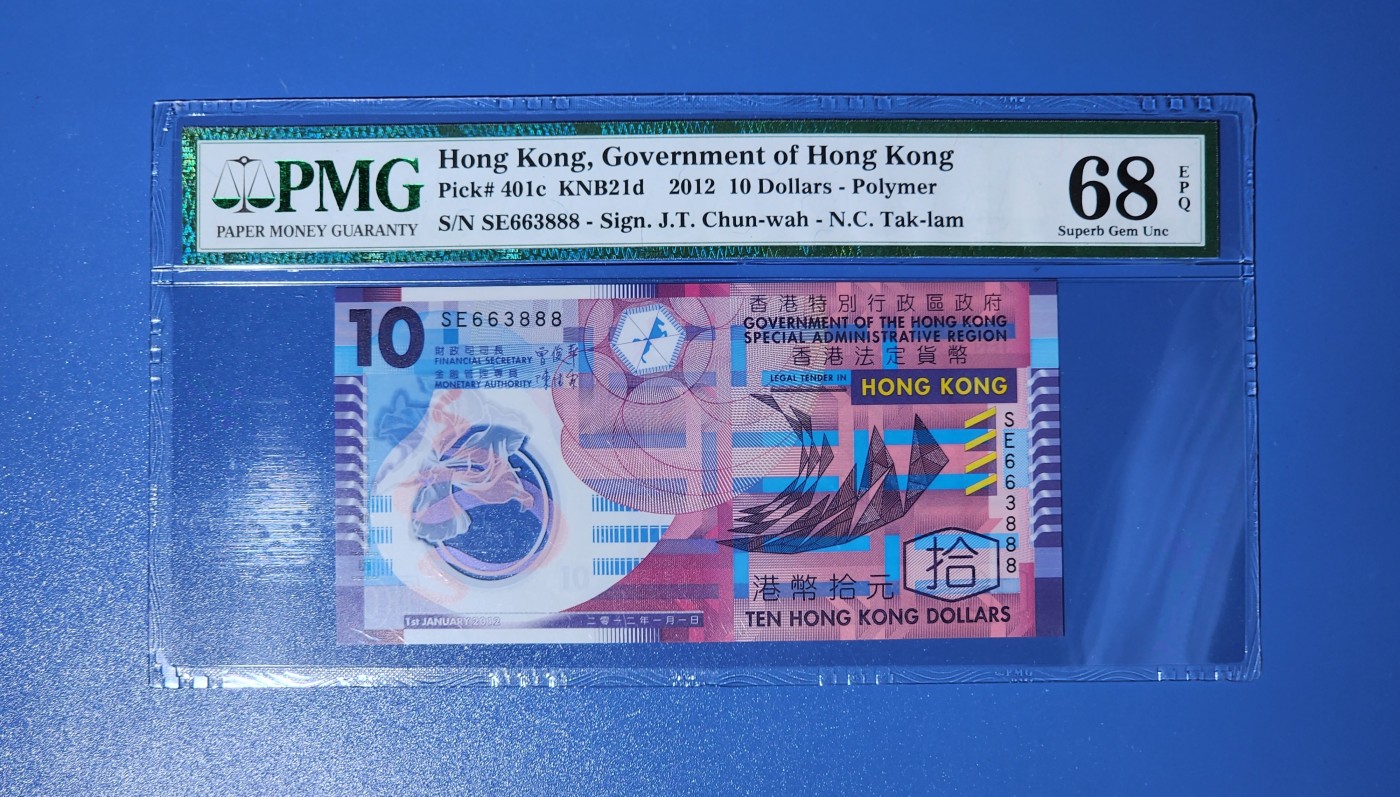 PMG
PAPER MONEY GUARANTY
Hong Kong, Government of Hong Kong
Pick# 401c KNB21d 2012 10 Dollars - Polymer
S/N SE663888 - Sign. J.T. Chun-wah - N.C. Tak-lam
68
EPQ
Superb Gem Unc
10
SE663888
財政司司長
FINANCIAL SECRETARY
金融管理專員
MONETARY AUTHORITY
香港特別行政區政府
GOVERNMENT OF THE HONG KONG
SPECIAL ADMINISTRATIVE REGION
香港法定貨幣
LEGAL TENDER IN
HONG KONG
SE663888
10
拾
港幣拾元
TEN HONG KONG DOLLARS
1st JANUARY 2012
二零一二年一月一日